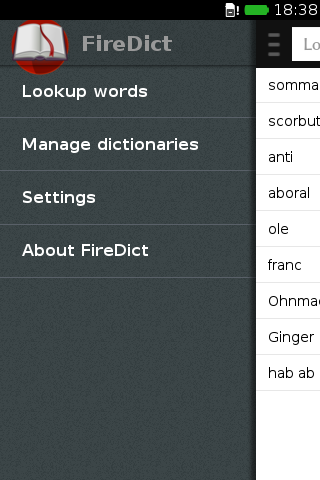 18:38
FireDict
Lo
Lookup words
Manage dictionaries
Settings
About FireDict
somma
scorbut
anti
aboral
ole
franc
Ohnma
Ginger
hab ab